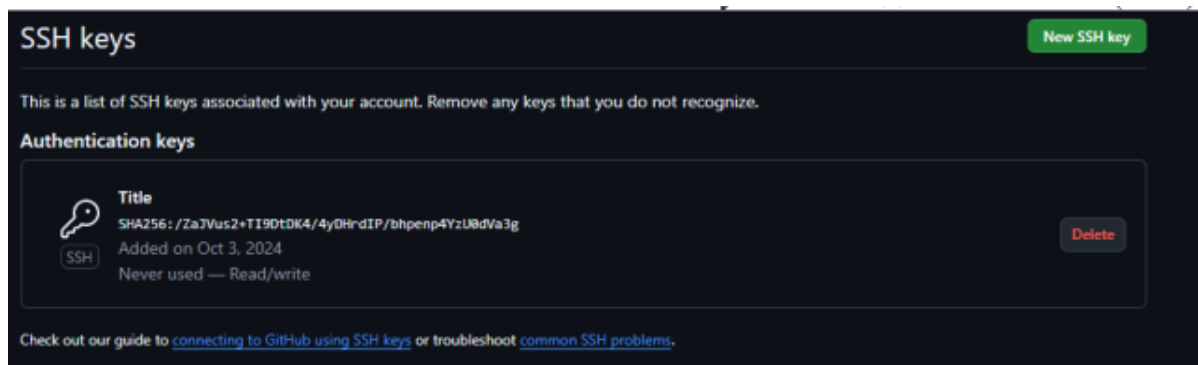 SSH keys
New SSH key
This is a list of SSH keys associated with your account. Remove any keys that you do not recognize.
Authentication keys
Title
SHA256:/ZaJVus2+TI9DtDK4/4yDHrdIP/bhpenp4YzU0dVa3g
SSH
Added on Oct 3, 2024
Delete
Never used — Read/write
Check out our guide to connecting to GitHub using SSH keys or troubleshoot common SSH problems.